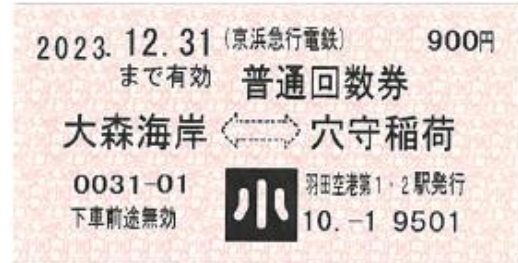 2023.12.31 (京浜急行電鉄) 900円
まで有効 普通回数券
大森海岸 ⇔ 穴守稲荷
0031-01 小 羽田空港第1・2駅発行
下車前途無効 10.-1 9501